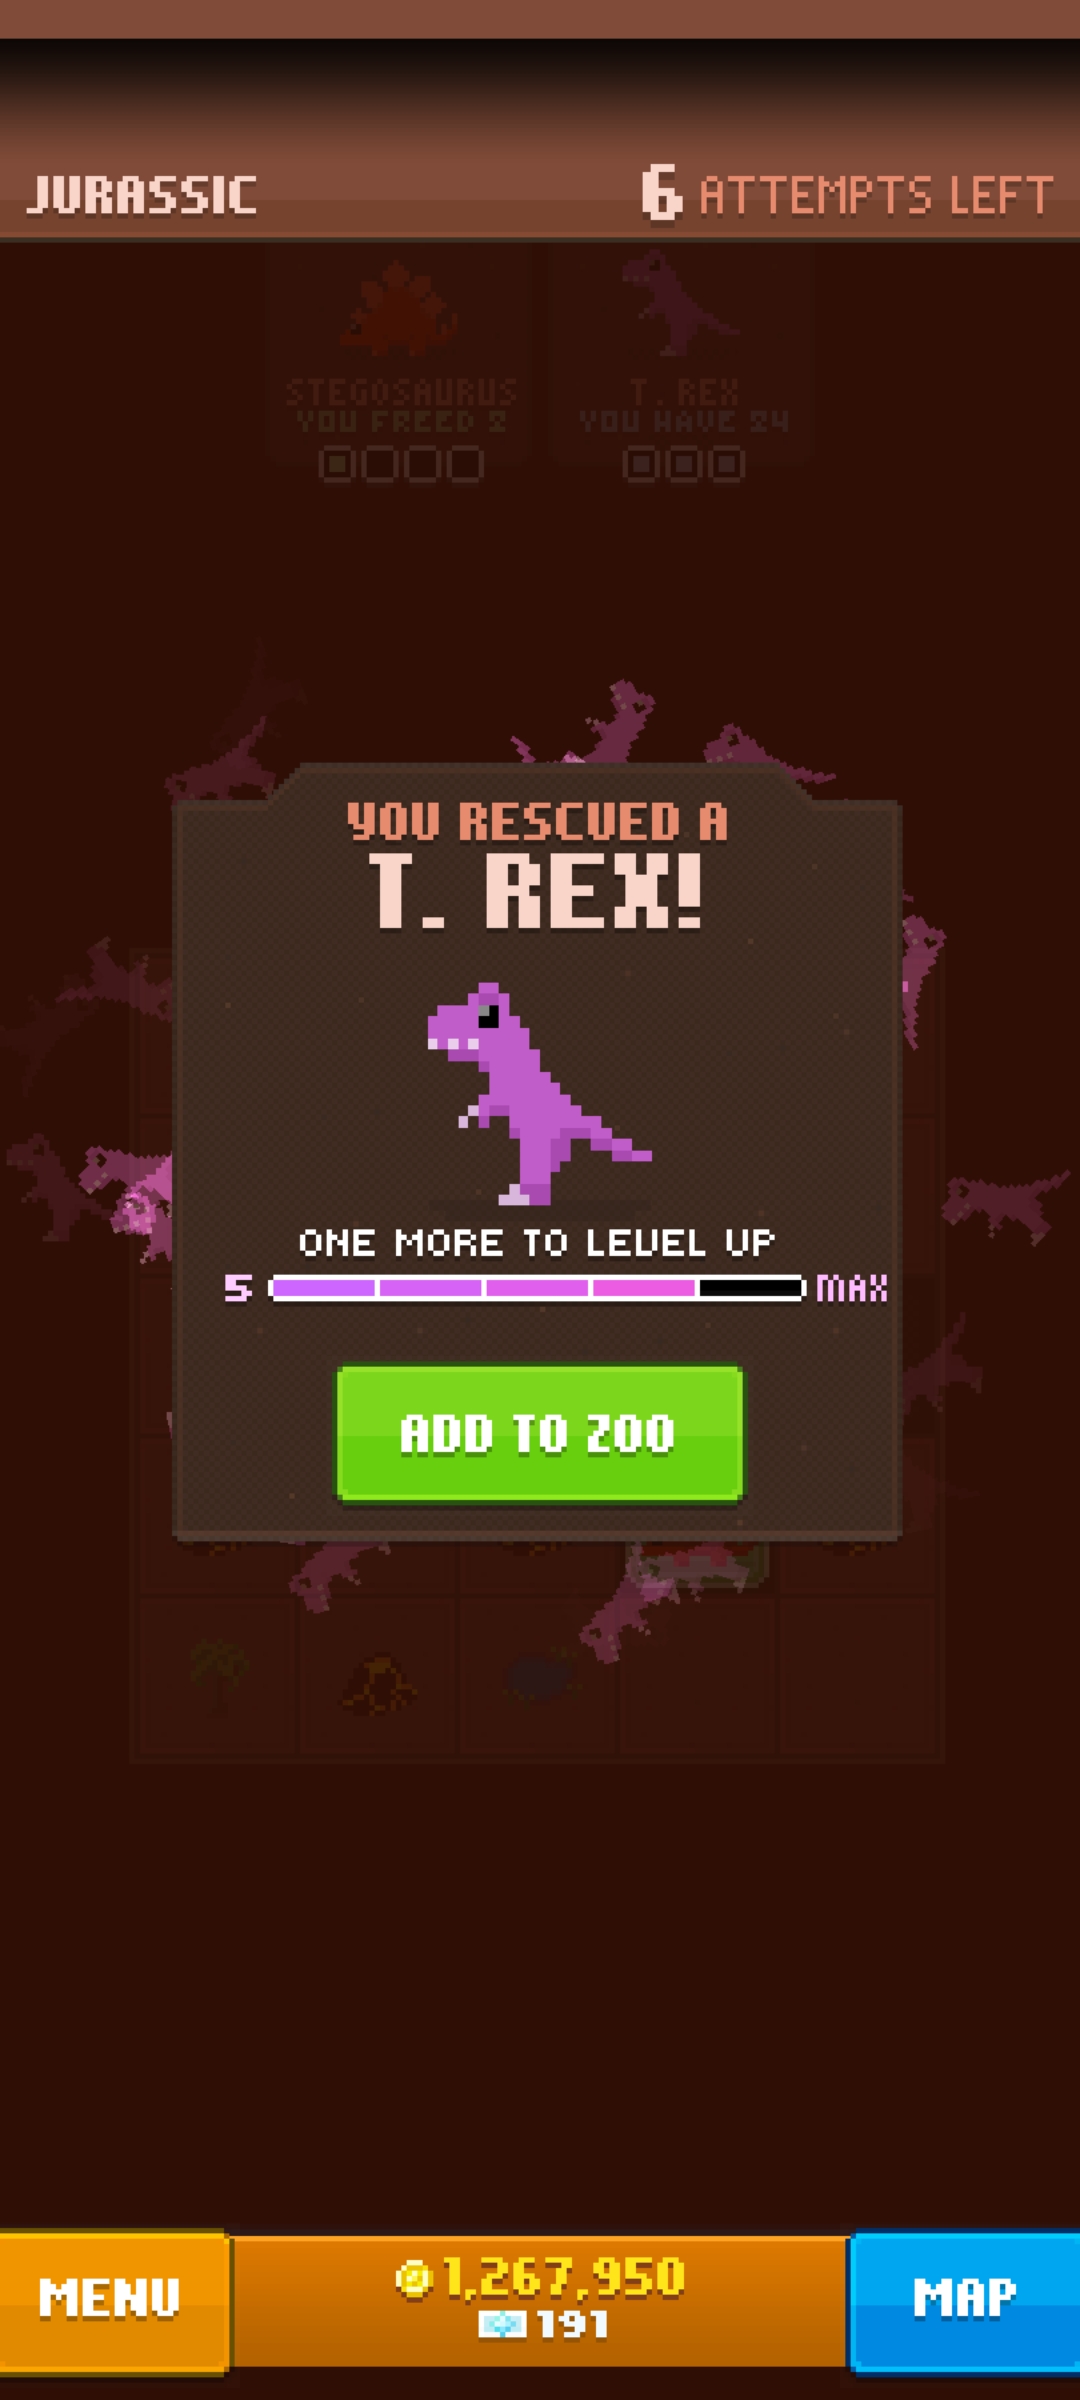 JURASSIC
6 ATTEMPTS LEFT
STEGOSAURUS
YOU FREED 2
T. REX
YOU HAVE 24
YOU RESCUED A
T. REX!
ONE MORE TO LEVEL UP
5 MAX
ADD TO ZOO
MENU
1,267,950
191
MAP